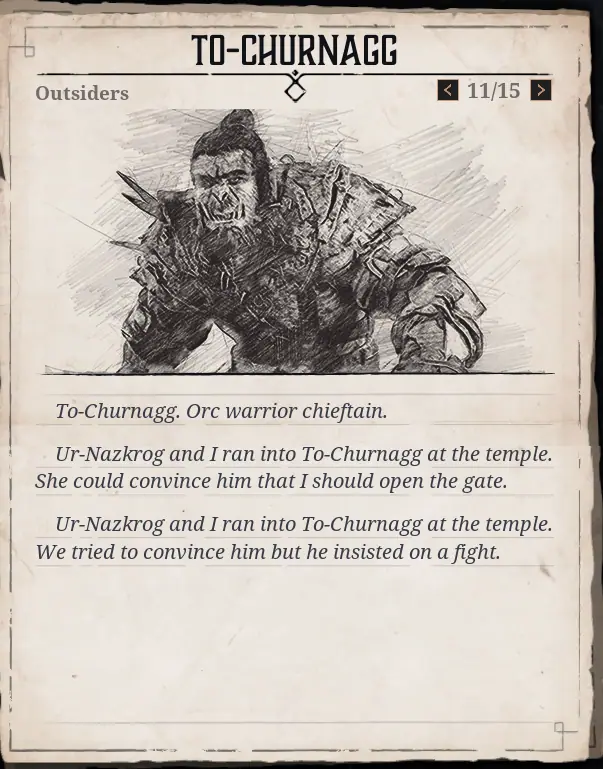 TO-CHURNAGG
Outsiders
< 11/15 >
To-Churnagg. Orc warrior chieftain.
Ur-Nazkrog and I ran into To-Churnagg at the temple.
She could convince him that I should open the gate.
Ur-Nazkrog and I ran into To-Churnagg at the temple.
We tried to convince him but he insisted on a fight.